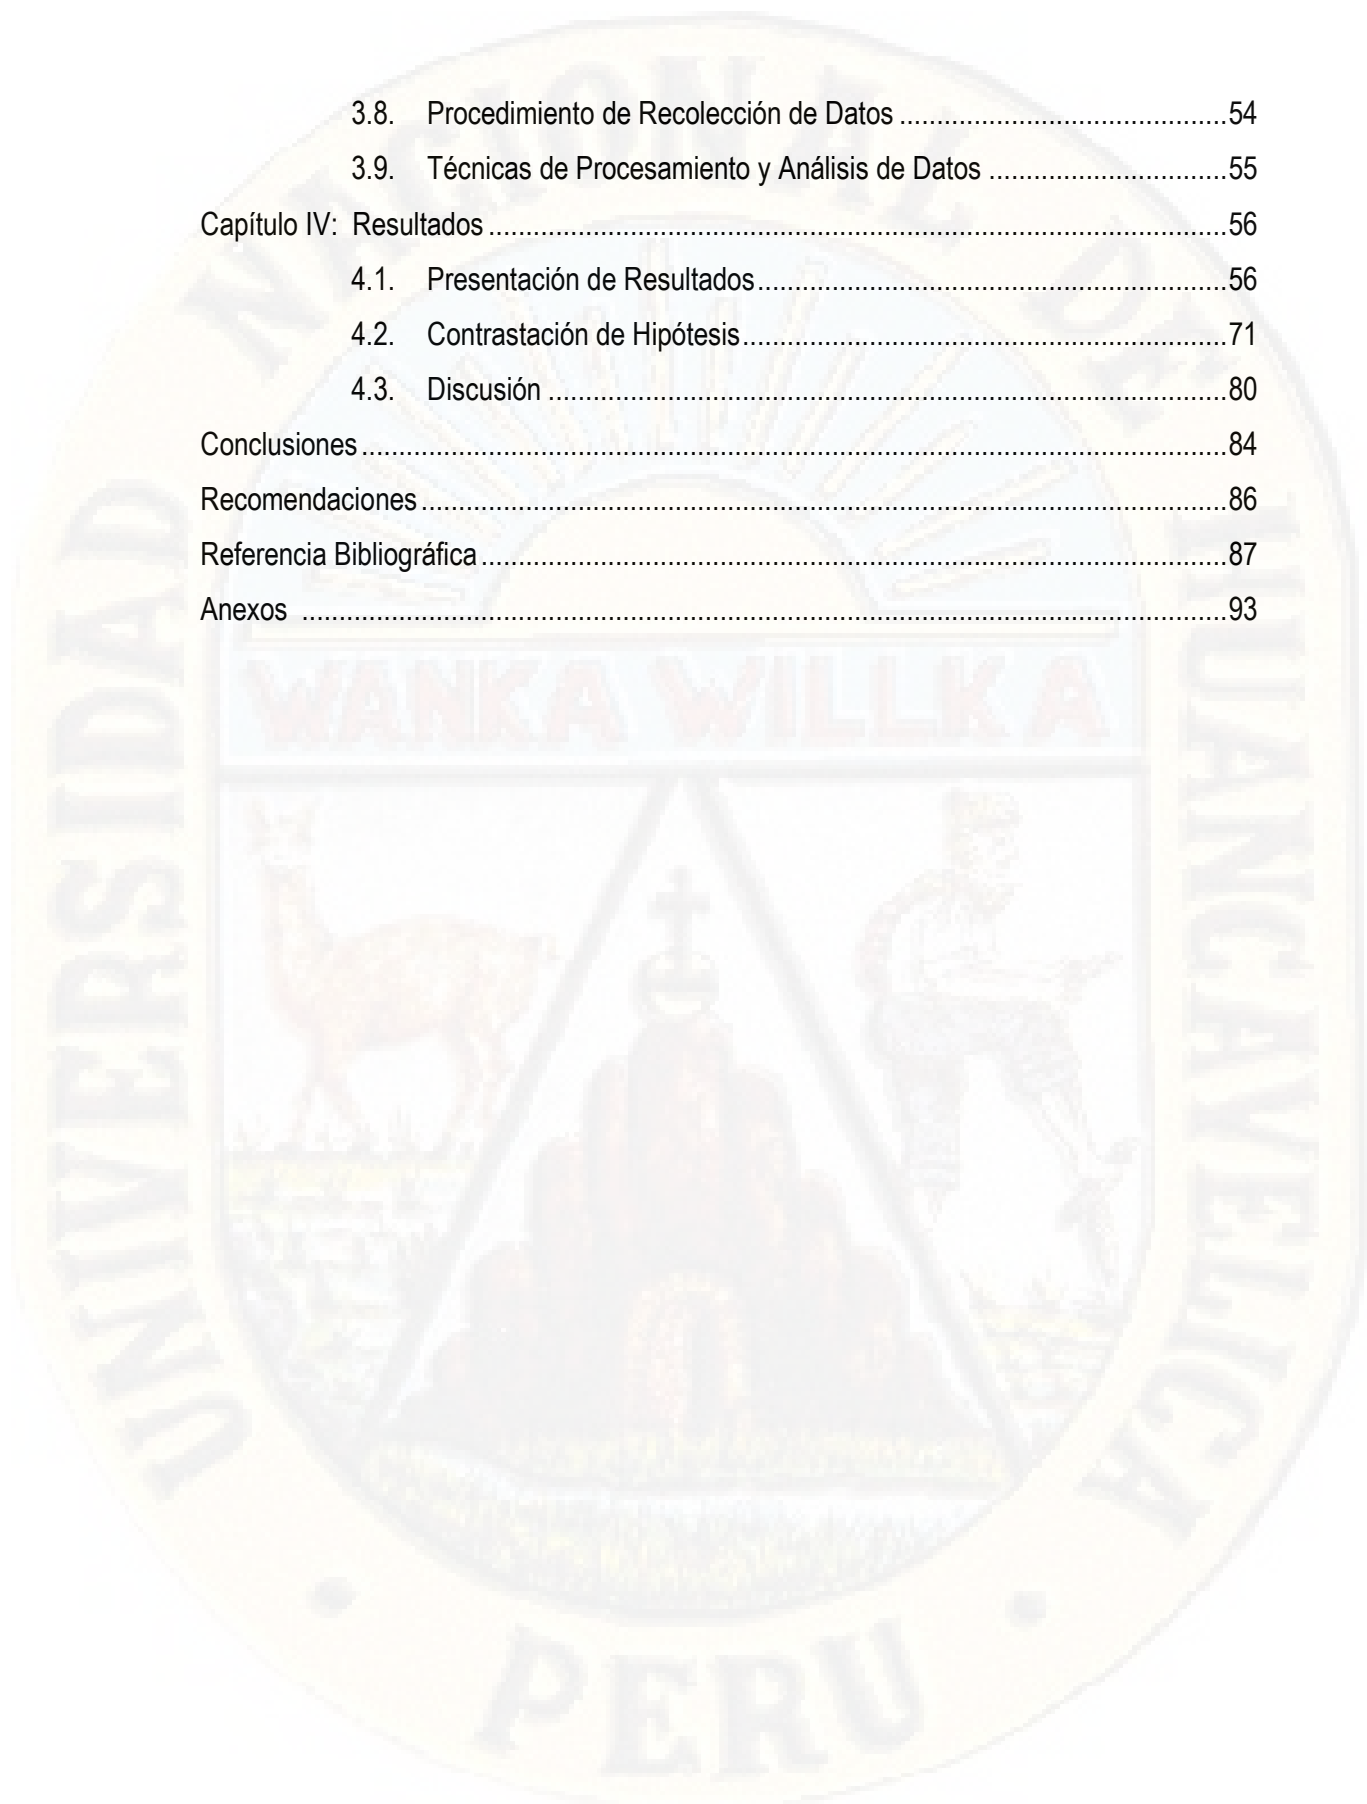 3.8. Procedimiento de Recolección de Datos ..........................................54
3.9. Técnicas de Procesamiento y Análisis de Datos ..............................55
Capítulo IV: Resultados ...............................................................................................56
4.1. Presentación de Resultados.............................................................56
4.2. Contrastación de Hipótesis...............................................................71
4.3. Discusión ........................................................................................80
Conclusiones................................................................................................................84
Recomendaciones ........................................................................................................86
Referencia Bibliográfica ................................................................................................87
Anexos ........................................................................................................................93
UNIVERSIDAD NACIONAL DE HUANCAVELICA
WANKA WILLKA
• PERU •